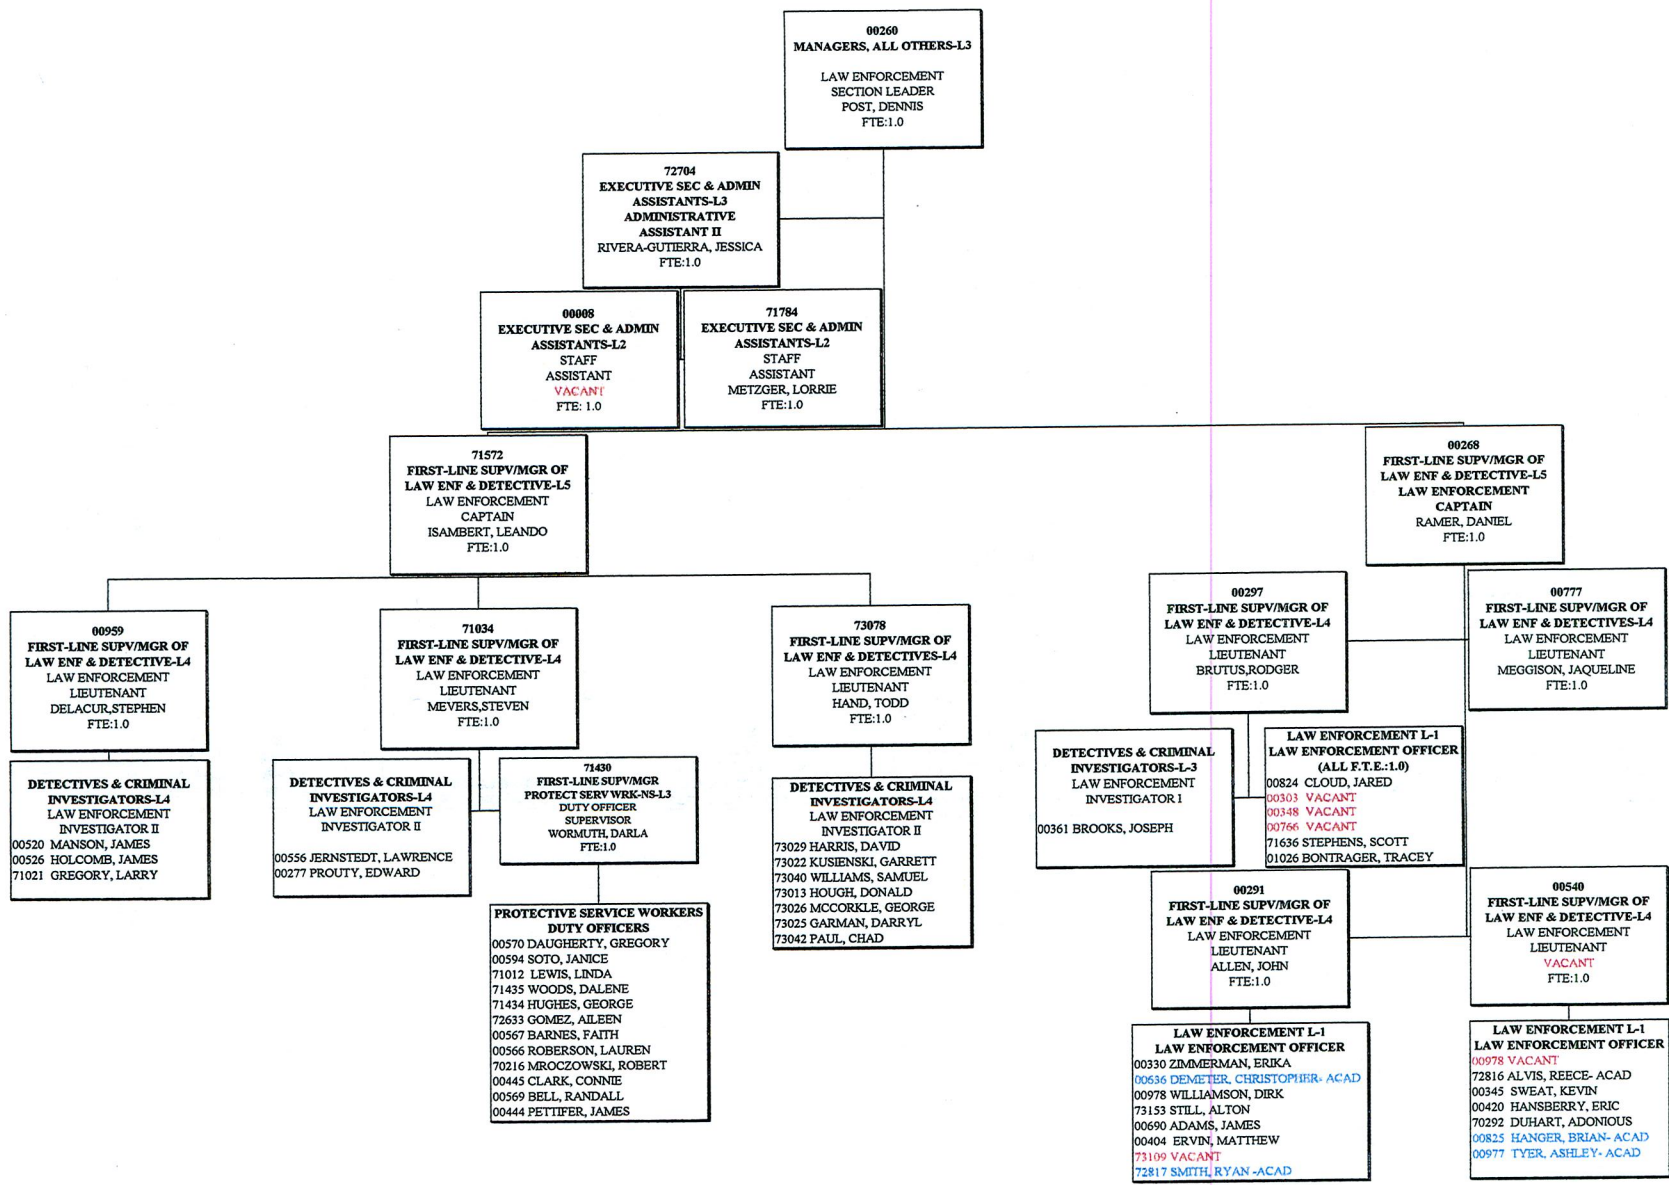 00260
MANAGERS, ALL OTHERS-L3
LAW ENFORCEMENT
SECTION LEADER
POST, DENNIS
FTE:1.0
72704
EXECUTIVE SEC & ADMIN
ASSISTANTS-L3
ADMINISTRATIVE
ASSISTANT II
RIVERA-GUTIERRA, JESSICA
FTE:1.0
00008
EXECUTIVE SEC & ADMIN
ASSISTANTS-L2
STAFF
ASSISTANT
VACANT
FTE: 1.0
71784
EXECUTIVE SEC & ADMIN
ASSISTANTS-L2
STAFF
ASSISTANT
METZGER, LORRIE
FTE:1.0
71572
FIRST-LINE SUPV/MGR OF
LAW ENF & DETECTIVE-L5
LAW ENFORCEMENT
CAPTAIN
ISAMBERT, LEANDO
FTE:1.0
00268
FIRST-LINE SUPV/MGR OF
LAW ENF & DETECTIVE-L5
LAW ENFORCEMENT
CAPTAIN
RAMER, DANIEL
FTE:1.0
00959
FIRST-LINE SUPV/MGR OF
LAW ENF & DETECTIVE-L4
LAW ENFORCEMENT
LIEUTENANT
DELACUR,STEPHEN
FTE:1.0
71034
FIRST-LINE SUPV/MGR OF
LAW ENF & DETECTIVE-L4
LAW ENFORCEMENT
LIEUTENANT
MEVERS,STEVEN
FTE:1.0
73078
FIRST-LINE SUPV/MGR OF
LAW ENF & DETECTIVES-L4
LAW ENFORCEMENT
LIEUTENANT
HAND, TODD
FTE:1.0
00297
FIRST-LINE SUPV/MGR OF
LAW ENF & DETECTIVE-L4
LAW ENFORCEMENT
LIEUTENANT
BRUTUS,RODGER
FTE:1.0
00777
FIRST-LINE SUPV/MGR OF
LAW ENF & DETECTIVES-L4
LAW ENFORCEMENT
LIEUTENANT
MEGGISON, JAQUELINE
FTE:1.0
DETECTIVES & CRIMINAL
INVESTIGATORS-L4
LAW ENFORCEMENT
INVESTIGATOR II
00520 MANSON, JAMES
00526 HOLCOMB, JAMES
71021 GREGORY, LARRY
DETECTIVES & CRIMINAL
INVESTIGATORS-L4
LAW ENFORCEMENT
INVESTIGATOR II
00556 JERNSTEDT, LAWRENCE
00277 PROUTY, EDWARD
71430
FIRST-LINE SUPV/MGR
PROTECT SERV WRK-NS-L3
DUTY OFFICER
SUPERVISOR
WORMUTH, DARLA
FTE:1.0
PROTECTIVE SERVICE WORKERS
DUTY OFFICERS
00570 DAUGHERTY, GREGORY
00594 SOTO, JANICE
71012 LEWIS, LINDA
71435 WOODS, DALENE
71434 HUGHES, GEORGE
72633 GOMEZ, AILEEN
00567 BARNES, FAITH
00566 ROBERSON, LAUREN
70216 MROCZOWSKI, ROBERT
00445 CLARK, CONNIE
00569 BELL, RANDALL
00444 PETTIFER, JAMES
DETECTIVES & CRIMINAL
INVESTIGATORS-L4
LAW ENFORCEMENT
INVESTIGATOR II
73029 HARRIS, DAVID
73022 KUSIENSKI, GARRETT
73040 WILLIAMS, SAMUEL
73013 HOUGH, DONALD
73026 MCCORKLE, GEORGE
73025 GARMAN, DARRYL
73042 PAUL, CHAD
DETECTIVES & CRIMINAL
INVESTIGATORS-L-3
LAW ENFORCEMENT
INVESTIGATOR I
00361 BROOKS, JOSEPH
LAW ENFORCEMENT L-1
LAW ENFORCEMENT OFFICER
(ALL F.T.E.:1.0)
00824 CLOUD, JARED
00303 VACANT
00348 VACANT
00766 VACANT
71636 STEPHENS, SCOTT
01026 BONTRAGER, TRACEY
00291
FIRST-LINE SUPV/MGR OF
LAW ENF & DETECTIVE-L4
LAW ENFORCEMENT
LIEUTENANT
ALLEN, JOHN
FTE:1.0
00540
FIRST-LINE SUPV/MGR OF
LAW ENF & DETECTIVE-L4
LAW ENFORCEMENT
LIEUTENANT
VACANT
FTE:1.0
LAW ENFORCEMENT L-1
LAW ENFORCEMENT OFFICER
00330 ZIMMERMAN, ERIKA
00636 DEMETER, CHRISTOPHER- ACAD
00978 WILLIAMSON, DIRK
73153 STILL, ALTON
00690 ADAMS, JAMES
00404 ERVIN, MATTHEW
73109 VACANT
72817 SMITH, RYAN -ACAD
LAW ENFORCEMENT L-1
LAW ENFORCEMENT OFFICER
00978 VACANT
72816 ALVIS, REECE- ACAD
00345 SWEAT, KEVIN
00420 HANSBERRY, ERIC
70292 DUHART, ADONIOUS
00825 HANGER, BRIAN- ACAD
00977 TYER, ASHLEY- ACAD